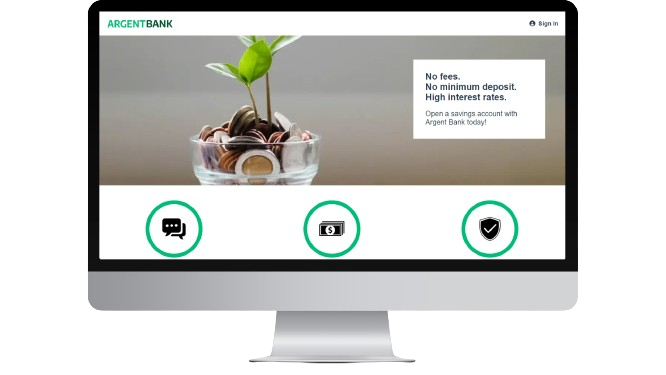 ARGENTBANK
Sign In
No fees.
No minimum deposit.
High interest rates.
Open a savings account with
Argent Bank today!
$